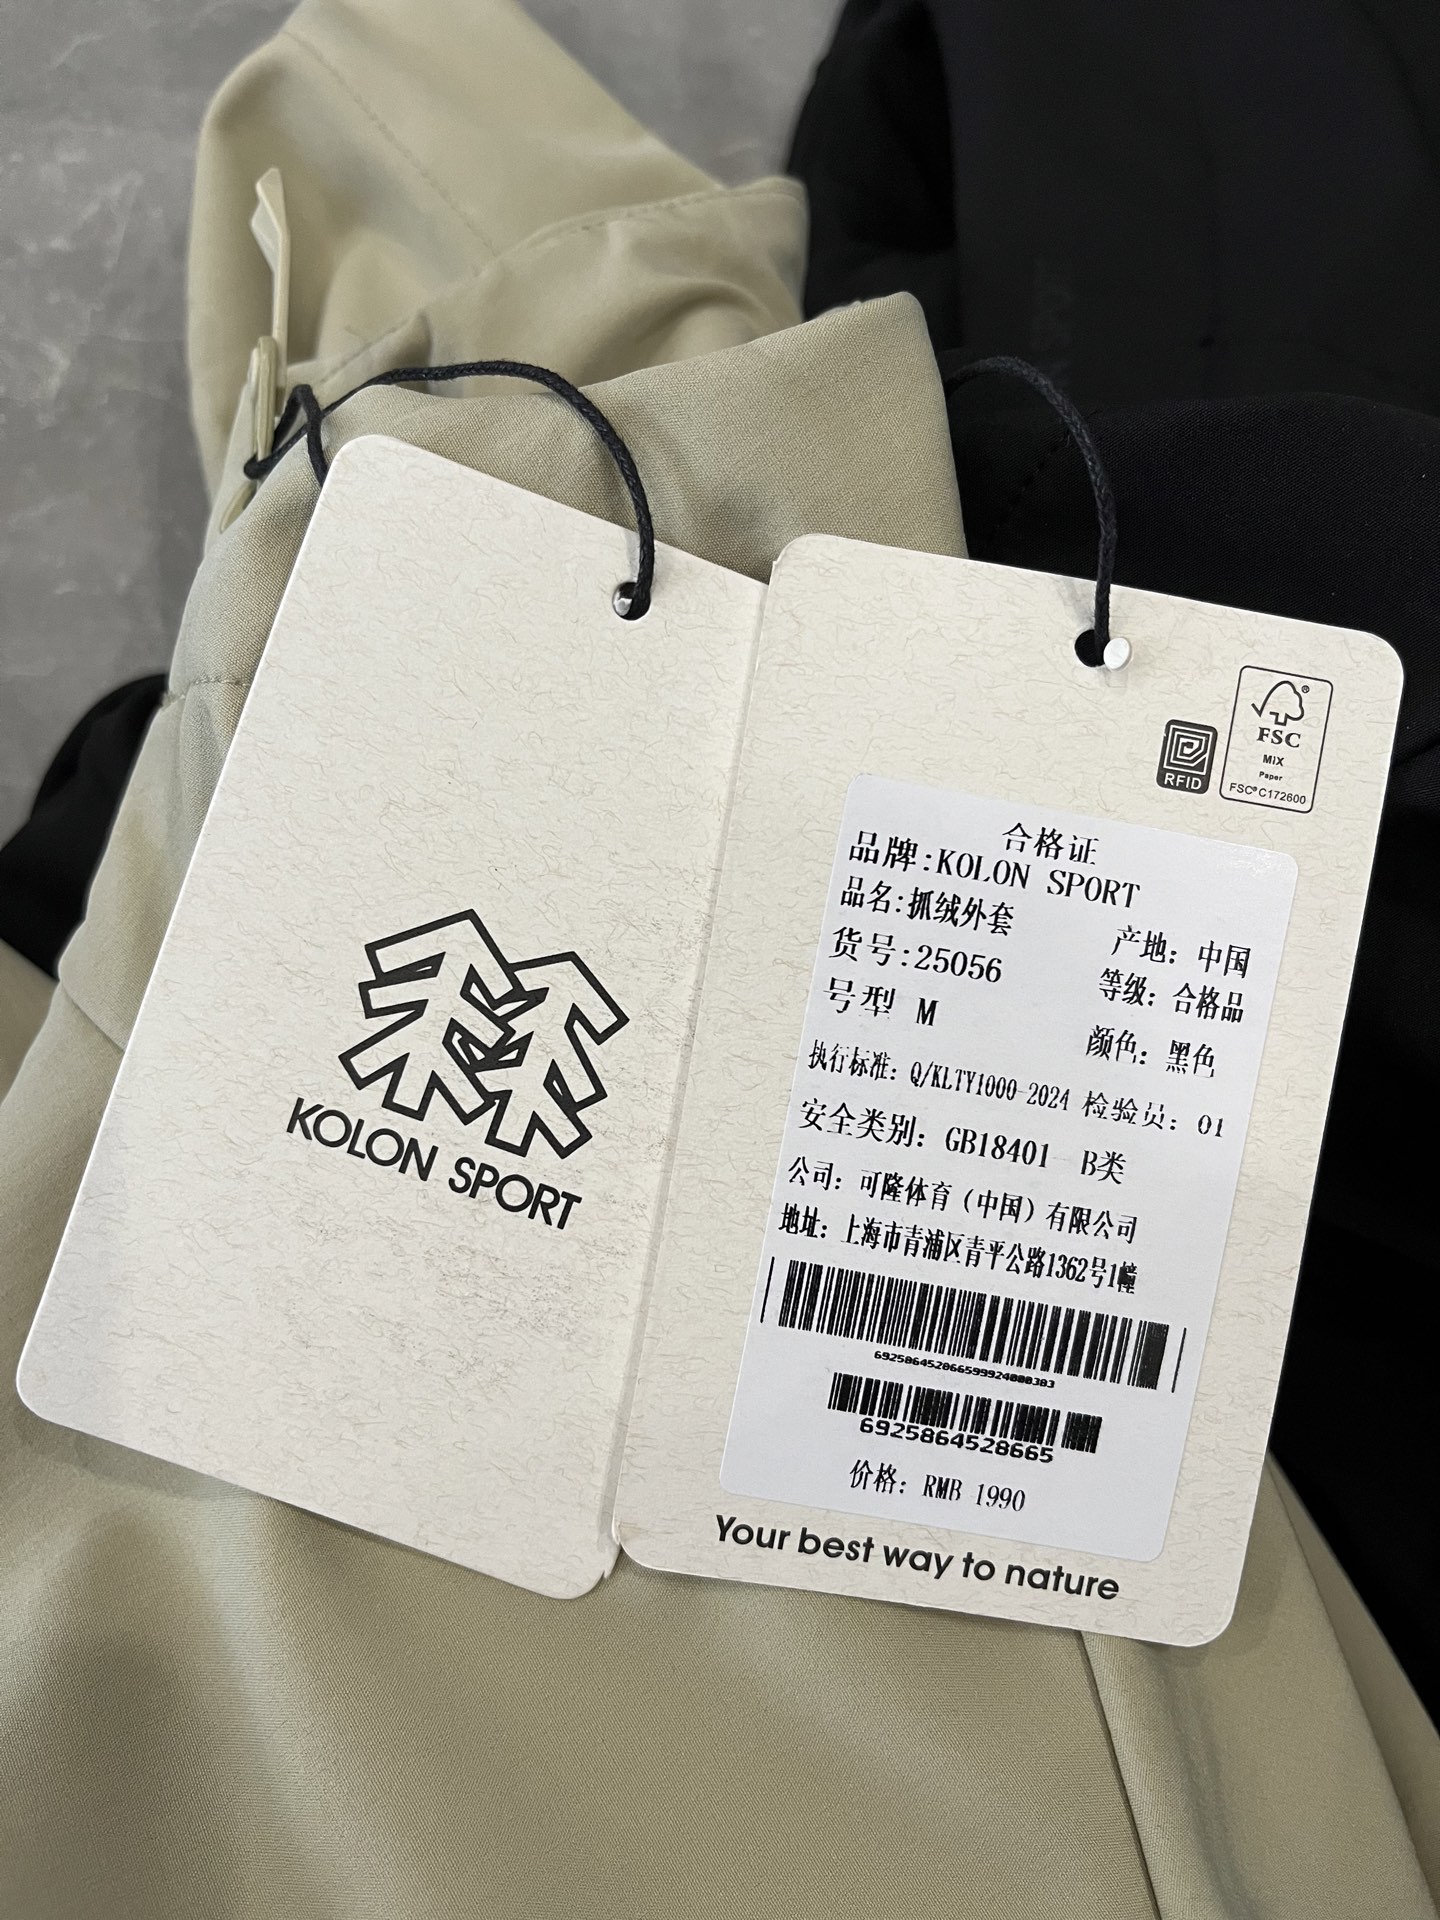 KOLON SPORT
RFID
FSC®
MIX
Paper
FSC® C172600
合格证
品牌:KOLON SPORT
品名:抓绒外套
产地: 中国
货号:25056
等级: 合格品
号型 M
颜色: 黑色
执行标准: Q/KLTY1000-2024 检验员: 01
安全类别: GB18401 B类
公司: 可隆体育(中国)有限公司
地址: 上海市青浦区青平公路1362号1幢
692586452866599924000383
6925864528665
价格: RMB 1990
Your best way to nature